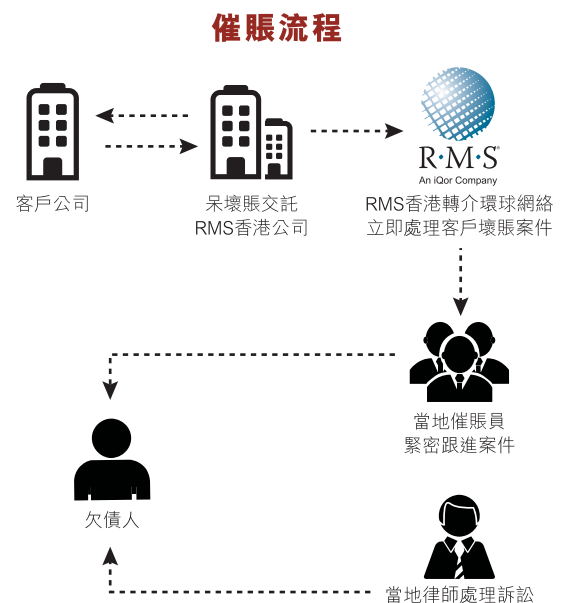 催賬流程
R·M·S®
An iQor Company
客戶公司
呆壞賬交託
RMS香港公司
RMS香港轉介環球網絡
立即處理客戶壞賬案件
當地催賬員
緊密跟進案件
欠債人
當地律師處理訴訟